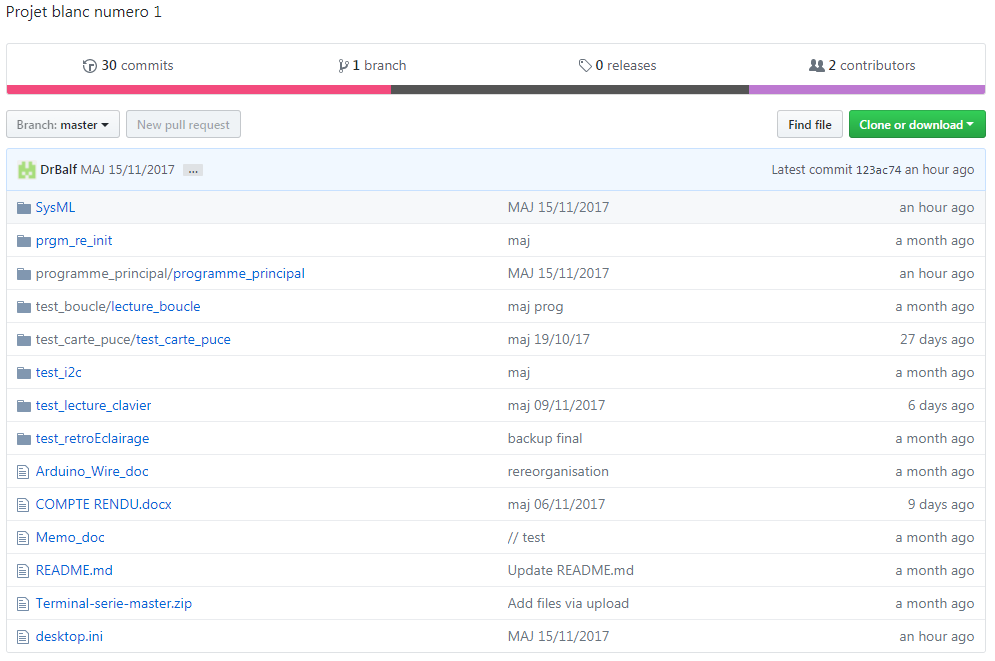 Projet blanc numero 1
30 commits 1 branch 0 releases 2 contributors
Branch: master New pull request Find file Clone or download
DrBalf MAJ 15/11/2017 ... Latest commit 123ac74 an hour ago
SysML MAJ 15/11/2017 an hour ago
prgm_re_init maj a month ago
programme_principal/programme_principal MAJ 15/11/2017 an hour ago
test_boucle/lecture_boucle maj prog a month ago
test_carte_puce/test_carte_puce maj 19/10/17 27 days ago
test_i2c maj a month ago
test_lecture_clavier maj 09/11/2017 6 days ago
test_retroEclairage backup final a month ago
Arduino_Wire_doc rereorganisation a month ago
COMPTE RENDU.docx maj 06/11/2017 9 days ago
Memo_doc // test a month ago
README.md Update README.md a month ago
Terminal-serie-master.zip Add files via upload a month ago
desktop.ini MAJ 15/11/2017 an hour ago